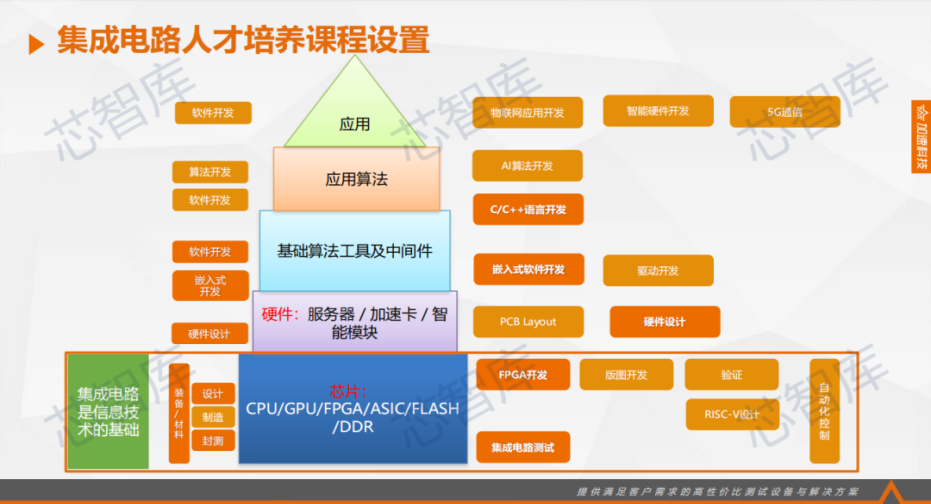 集成电路人才培养课程设置
芯智库
芯智库
芯智库
加速科技
软件开发
应用
物联网应用开发
智能硬件开发
5G通信
算法开发
软件开发
应用算法
AI算法开发
C/C++语言开发
软件开发
嵌入式
开发
基础算法工具及中间件
嵌入式软件开发
驱动开发
硬件设计
硬件：服务器 / 加速卡 / 智
能模块
PCB Layout
硬件设计
集成电路
是信息技
术的基础
装备/材料
设计
制造
封测
芯片：
CPU/GPU/FPGA/ASIC/FLASH
/DDR
FPGA开发
版图开发
验证
RISC-V设计
集成电路测试
自动化控制
芯智库
芯智库
芯智库
提供满足客户需求的高性价比测试设备与解决方案